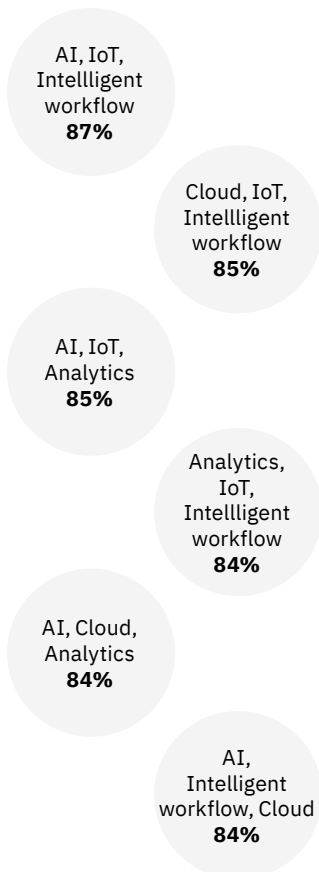 AI, IoT,
Intellligent
workflow
87%
Cloud, IoT,
Intellligent
workflow
85%
AI, IoT,
Analytics
85%
Analytics,
IoT,
Intellligent
workflow
84%
AI, Cloud,
Analytics
84%
AI,
Intelligent
workflow, Cloud
84%